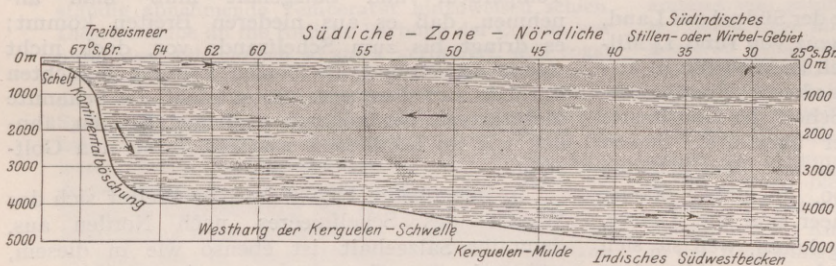 Treibeismeer Südliche – Zone – Nördliche Südindisches
Stillen- oder Wirbel-Gebiet
67°s.Br. 64 62 60 55 50 45 40 35 30 25°s.Br.
0 m 0 m
Schelf
1000 1000
Kontinentalböschung
2000 2000
3000 3000
4000 4000
Westhang der Kerguelen-Schwelle
5000 Kerguelen-Mulde Indisches Südwestbecken 5000